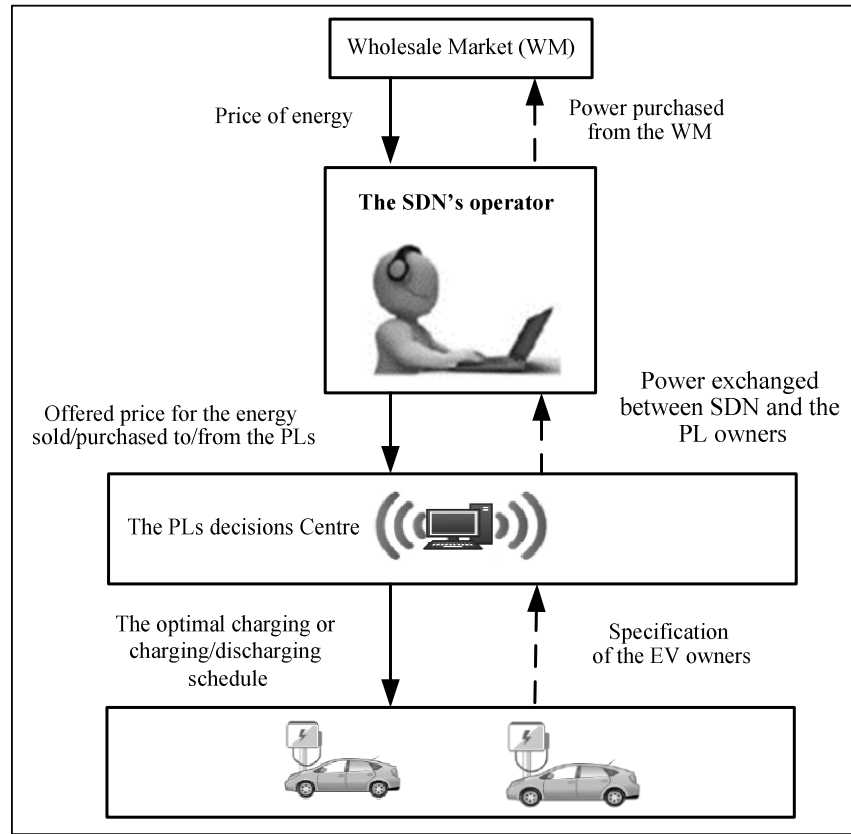 Wholesale Market (WM)
Price of energy
Power purchased
from the WM
The SDN's operator
Offered price for the energy
sold/purchased to/from the PLs
Power exchanged
between SDN and the
PL owners
The PLs decisions Centre
The optimal charging or
charging/discharging
schedule
Specification
of the EV owners